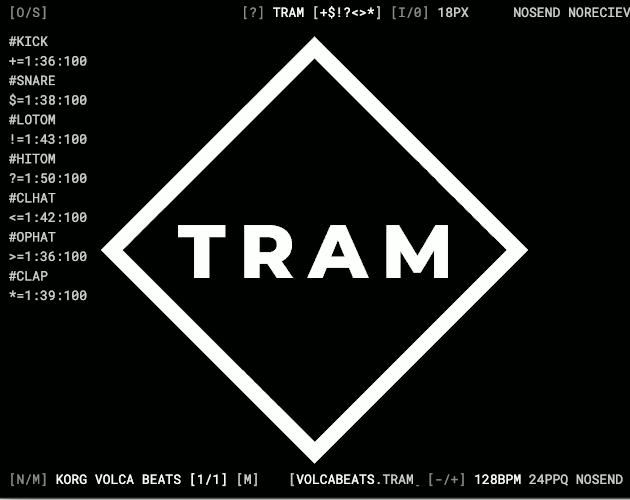 [O/S] [?] TRAM [+$!?<>*] [I/0] 18PX NOSEND NORECIEV
#KICK
+=1:36:100
#SNARE
$=1:38:100
#LOTOM
!=1:43:100
#HITOM
?=1:50:100
#CLHAT
<=1:42:100
#OPHAT
>=1:36:100
#CLAP
*=1:39:100
TRAM
[N/M] KORG VOLCA BEATS [1/1] [M] [VOLCABEATS.TRAM_ [-/+] 128BPM 24PPQ NOSEND